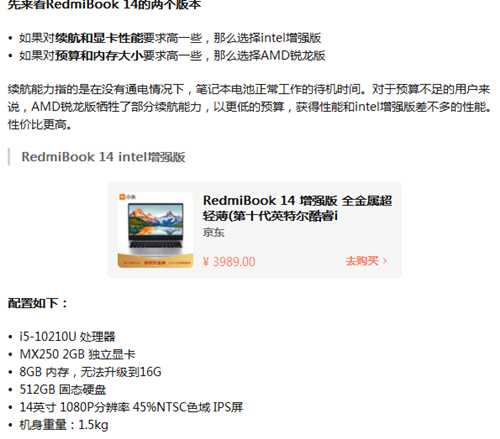 先来看RedmiBook 14的两个版本
• 如果对续航和显卡性能要求高一些，那么选择intel增强版
• 如果对预算和内存大小要求高一些，那么选择AMD锐龙版
续航能力指的是在没有通电情况下，笔记本电池正常工作的待机时间。对于预算不足的用户来
说，AMD锐龙版牺牲了部分续航能力，以更低的预算，获得性能和intel增强版差不多的性能。
性价比更高。
RedmiBook 14 intel增强版
京东
RedmiBook 14 增强版 全金属超
轻薄(第十代英特尔酷睿i
京东
¥ 3989.00 去购买 >
配置如下：
• i5-10210U 处理器
• MX250 2GB 独立显卡
• 8GB 内存，无法升级到16G
• 512GB 固态硬盘
• 14英寸 1080P分辨率 45%NTSC色域 IPS屏
• 机身重量：1.5kg